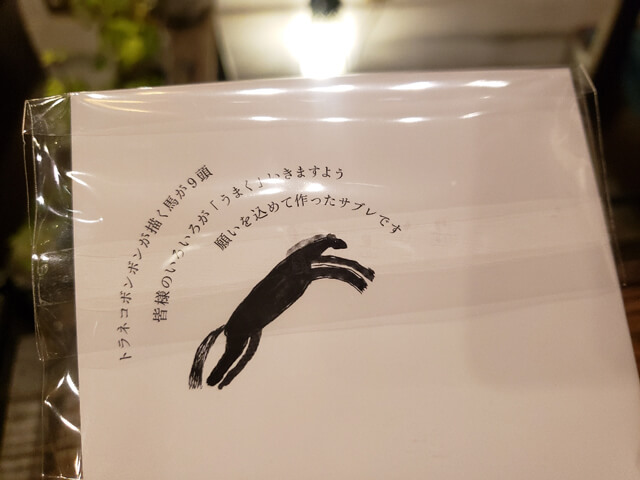 トラネコボンボンが描く馬が9頭
皆様のいろいろが「うまく」いきますよう
願いを込めて作ったサブレです